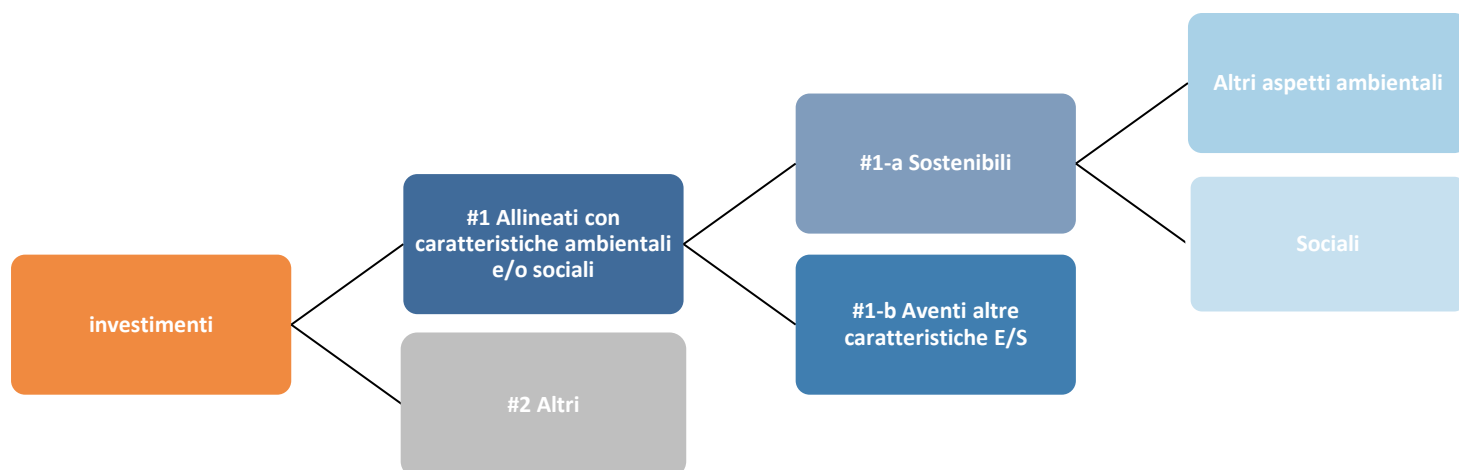 Altri aspetti ambientali
#1-a Sostenibili
#1 Allineati con
caratteristiche ambientali
e/o sociali
Sociali
investimenti
#1-b Aventi altre
caratteristiche E/S
#2 Altri